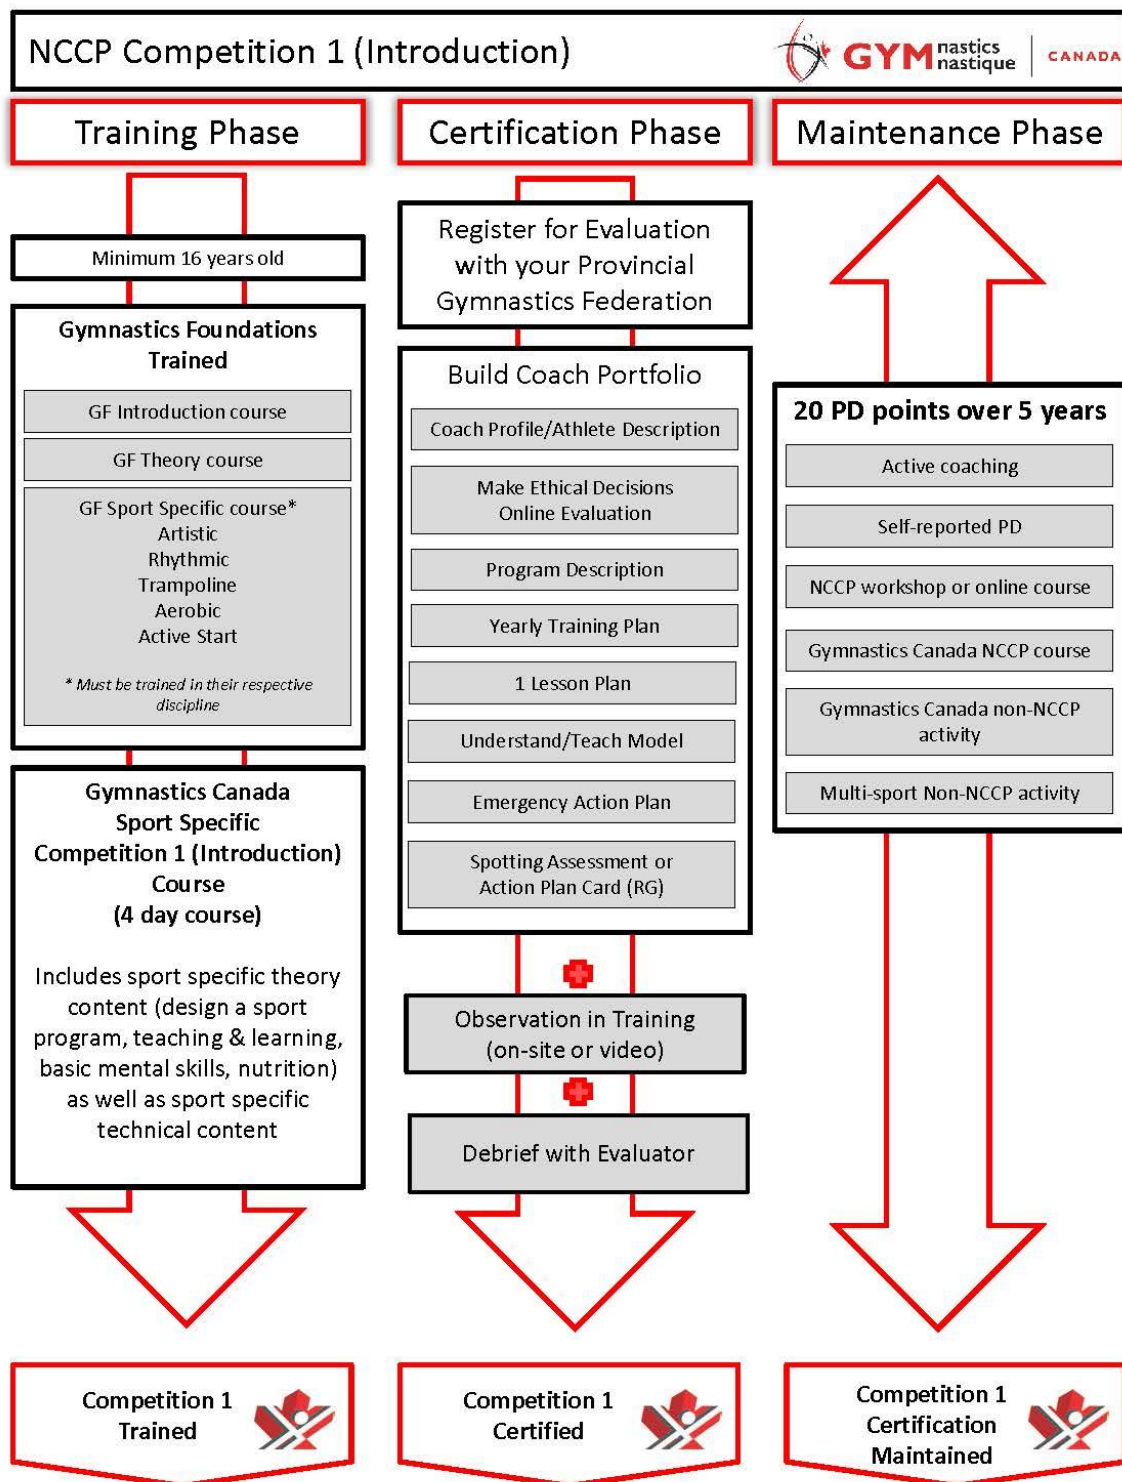 NCCP Competition 1 (Introduction)
GYMnastics
nastique
CANADA
Training Phase
Minimum 16 years old
Gymnastics Foundations
Trained
GF Introduction course
GF Theory course
GF Sport Specific course*
Artistic
Rhythmic
Trampoline
Aerobic
Active Start
* Must be trained in their respective
discipline
Gymnastics Canada
Sport Specific
Competition 1 (Introduction)
Course
(4 day course)
Includes sport specific theory
content (design a sport
program, teaching & learning,
basic mental skills, nutrition)
as well as sport specific
technical content
Competition 1
Trained
Certification Phase
Register for Evaluation
with your Provincial
Gymnastics Federation
Build Coach Portfolio
Coach Profile/Athlete Description
Make Ethical Decisions
Online Evaluation
Program Description
Yearly Training Plan
1 Lesson Plan
Understand/Teach Model
Emergency Action Plan
Spotting Assessment or
Action Plan Card (RG)
Observation in Training
(on-site or video)
Debrief with Evaluator
Competition 1
Certified
Maintenance Phase
20 PD points over 5 years
Active coaching
Self-reported PD
NCCP workshop or online course
Gymnastics Canada NCCP course
Gymnastics Canada non-NCCP
activity
Multi-sport Non-NCCP activity
Competition 1
Certification
Maintained